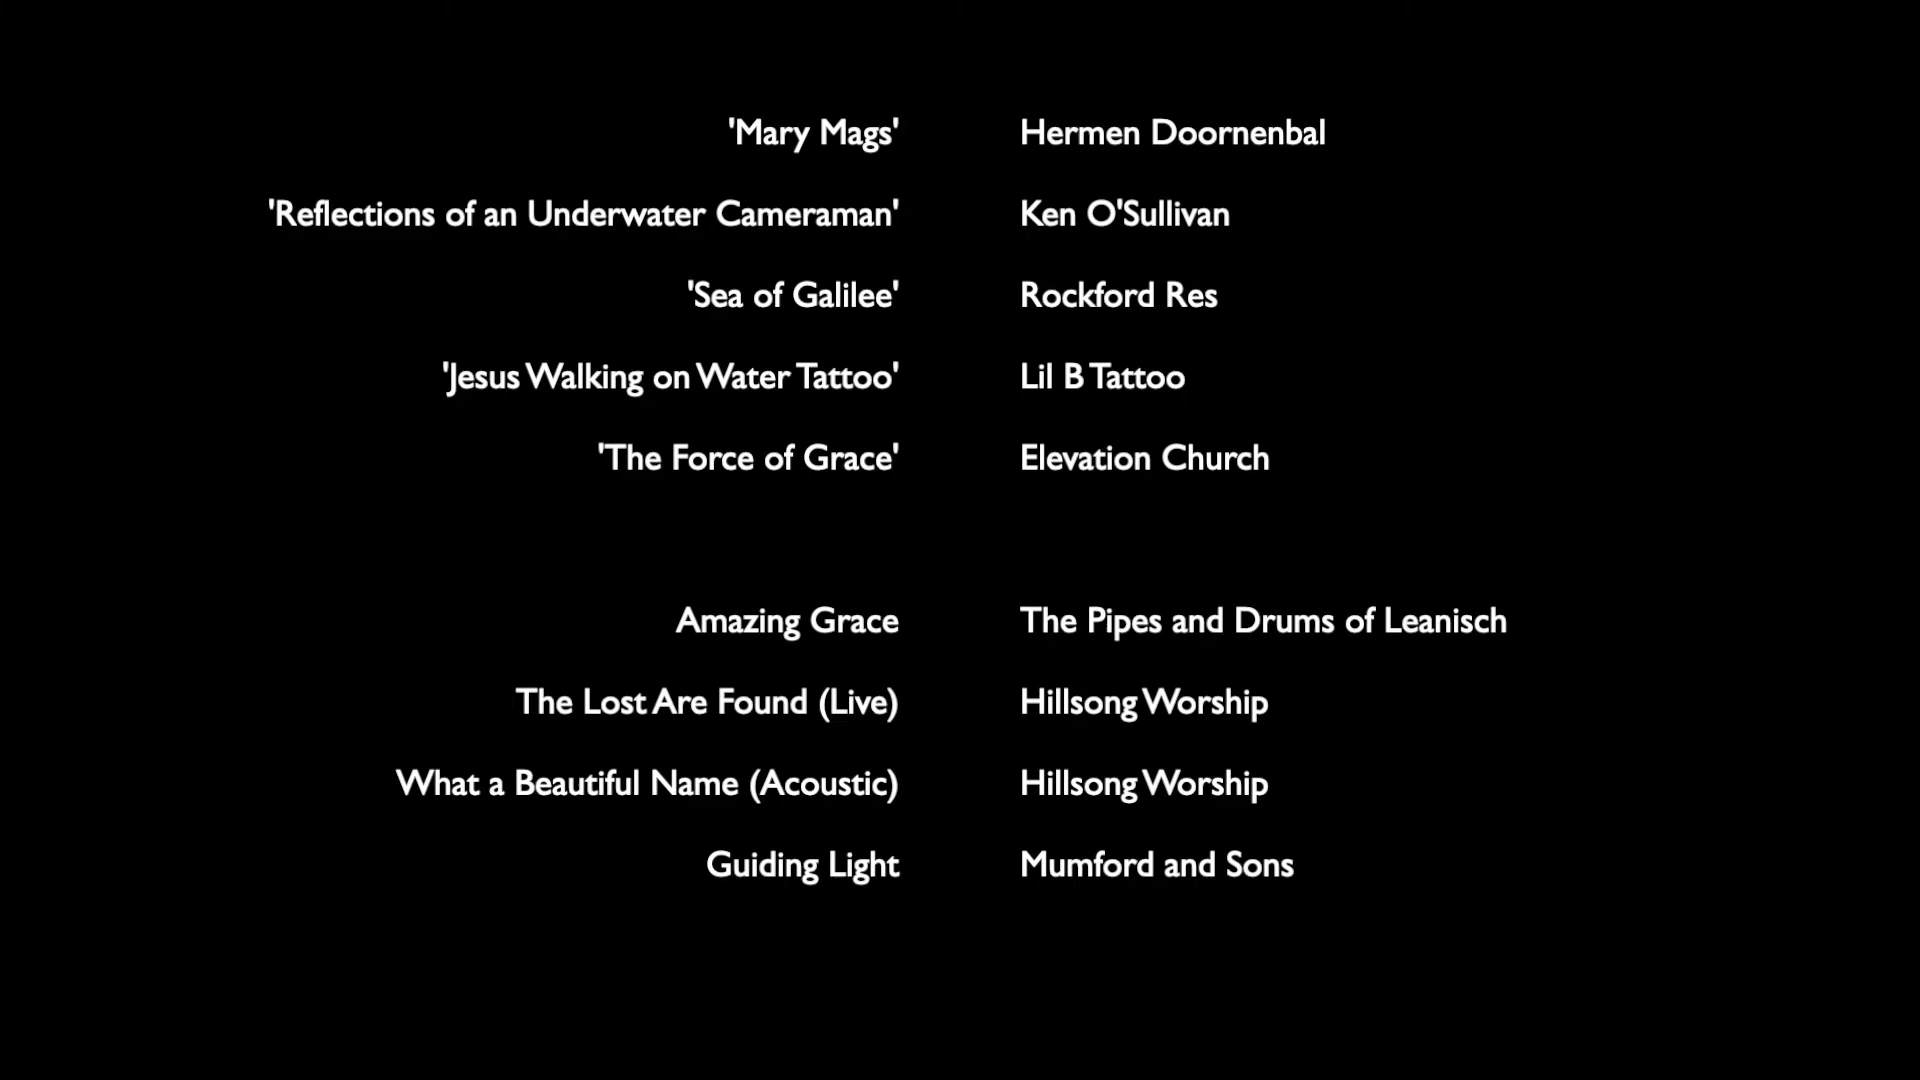 'Mary Mags' Hermen Doornenbal
'Reflections of an Underwater Cameraman' Ken O'Sullivan
'Sea of Galilee' Rockford Res
'Jesus Walking on Water Tattoo' Lil B Tattoo
'The Force of Grace' Elevation Church
Amazing Grace The Pipes and Drums of Leanisch
The Lost Are Found (Live) Hillsong Worship
What a Beautiful Name (Acoustic) Hillsong Worship
Guiding Light Mumford and Sons